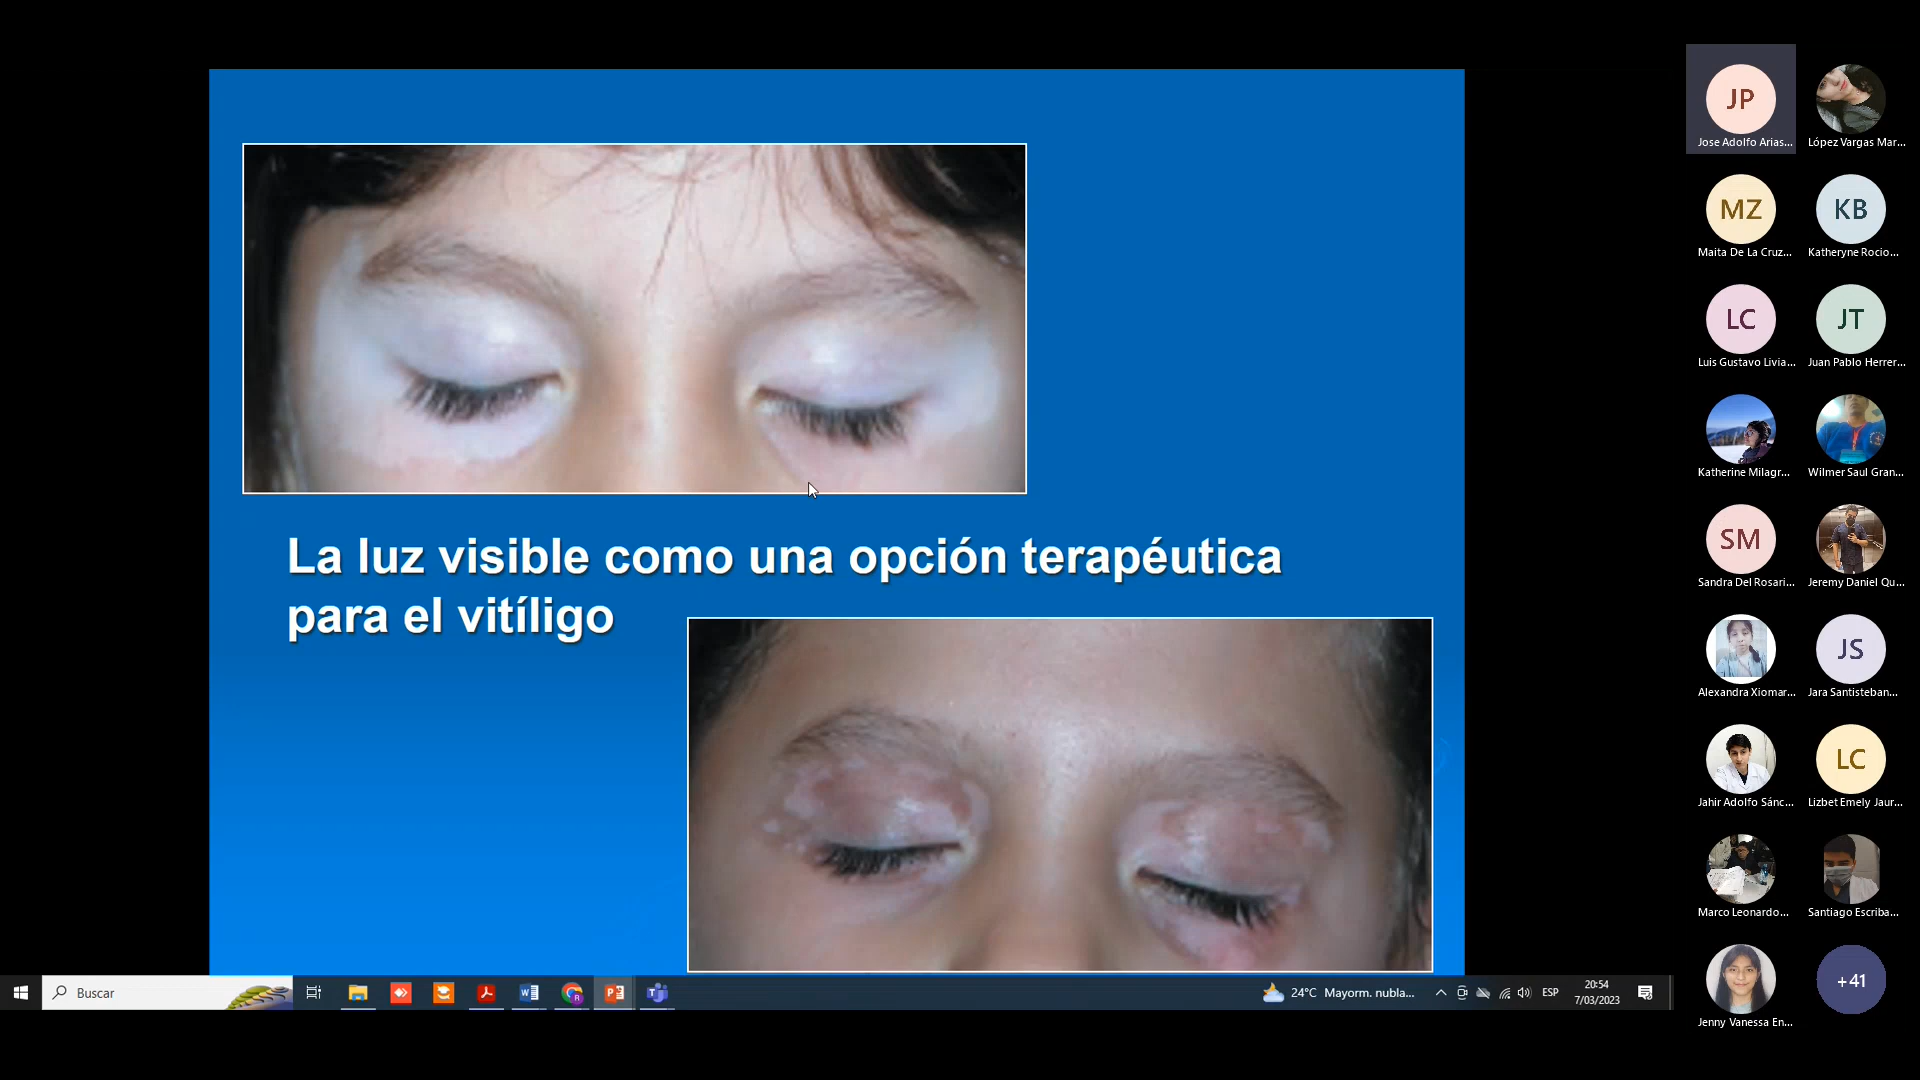 La luz visible como una opción terapéutica
para el vitíligo
JP
Jose Adolfo Arias...
López Vargas Mar...
MZ
Maita De La Cruz...
KB
Katheryne Rocio...
LC
Luis Gustavo Livia...
JT
Juan Pablo Herrer...
Katherine Milagr...
Wilmer Saul Gran...
SM
Sandra Del Rosari...
Jeremy Daniel Qu...
Alexandra Xiomar...
JS
Jara Santisteban...
Jahir Adolfo Sánc...
LC
Lizbet Emely Jaur...
Marco Leonardo...
Santiago Escriba...
Jenny Vanessa En...
+41
Buscar
24°C Mayorm. nubla...
ESP
20:54
7/03/2023